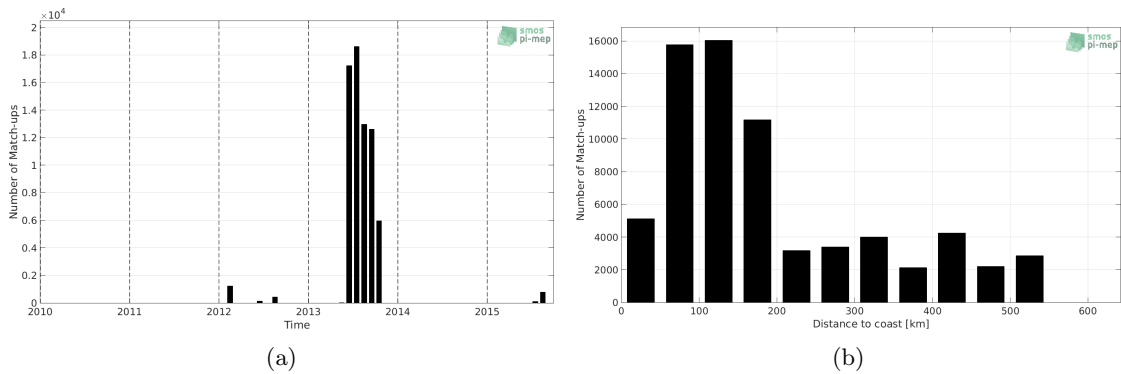 ×10⁴
2
1.8
1.6
1.4
1.2
1
0.8
0.6
0.4
0.2
0
Number of Match-ups
2010 2011 2012 2013 2014 2015
Time
smos
pi-mep
(a)
16000
14000
12000
10000
8000
6000
4000
2000
0
Number of Match-ups
0 100 200 300 400 500 600
Distance to coast [km]
smos
pi-mep
(b)